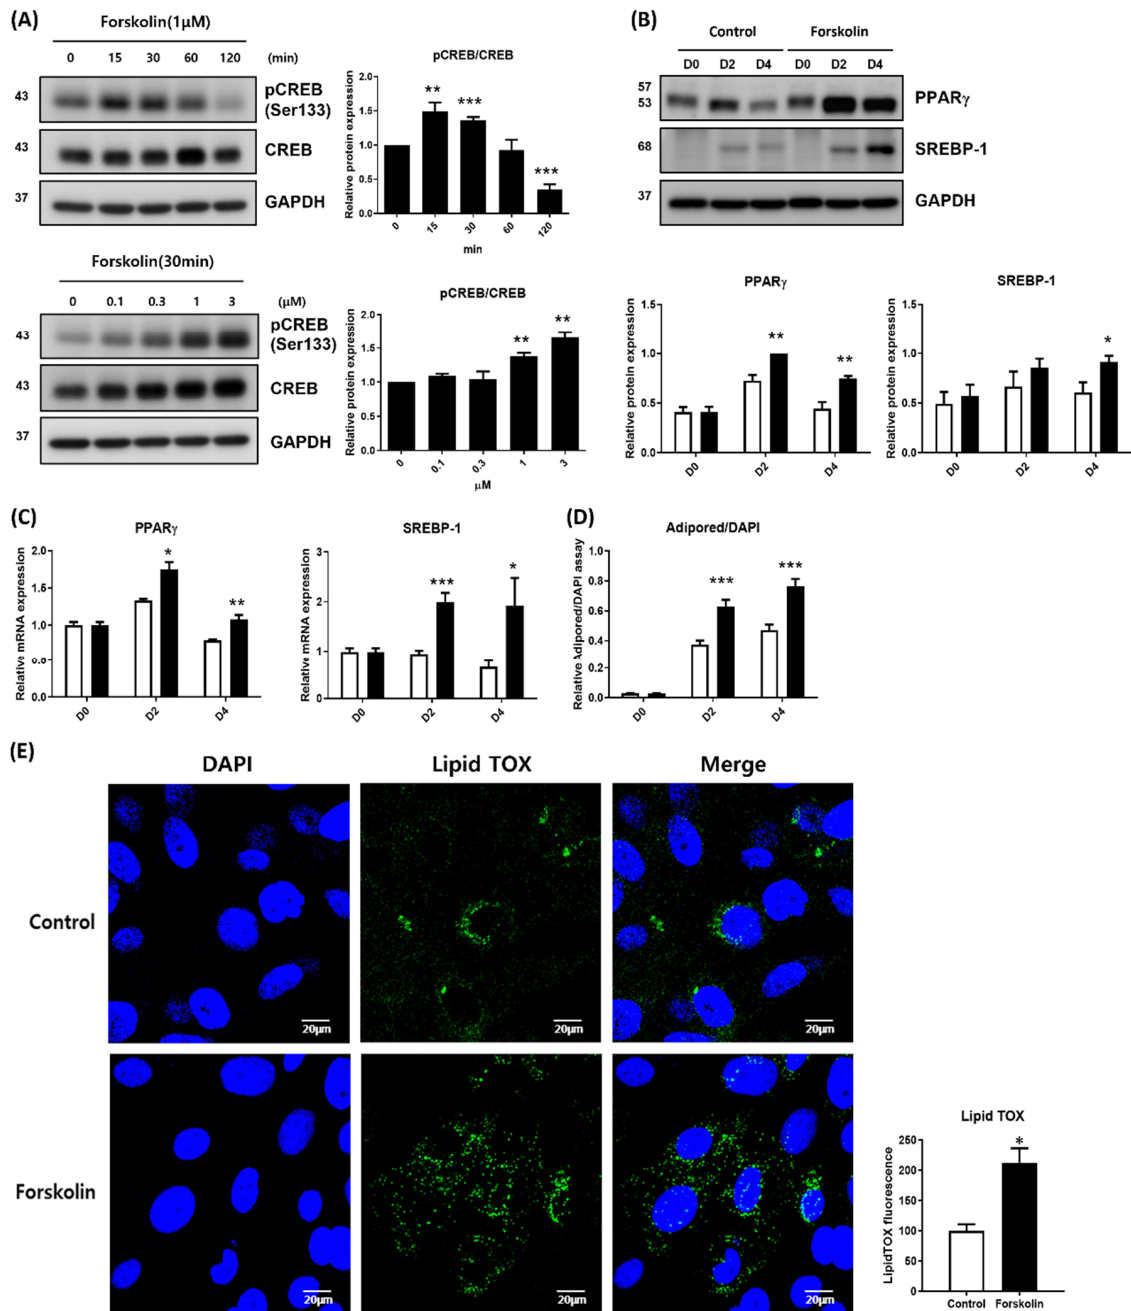 (A)
Forskolin(1μM)
0 15 30 60 120 (min)
43 pCREB
(Ser133)
43 CREB
37 GAPDH
pCREB/CREB
Relative protein expression
2.0
1.5
1.0
0.5
0.0
** *** ***
0 15 30 60 120
min
Forskolin(30min)
0 0.1 0.3 1 3 (μM)
43 pCREB
(Ser133)
43 CREB
37 GAPDH
pCREB/CREB
Relative protein expression
2.0
1.5
1.0
0.5
0.0
** **
0 0.1 0.3 1 3
μM
(B)
Control Forskolin
D0 D2 D4 D0 D2 D4
57
53 PPARγ
68 SREBP-1
37 GAPDH
PPARγ
Relative protein expression
1.5
1.0
0.5
0.0
** **
D0 D2 D4
SREBP-1
Relative protein expression
1.5
1.0
0.5
0.0
*
D0 D2 D4
(C)
PPARγ
Relative mRNA expression
2.0
1.5
1.0
0.5
0.0
* **
D0 D2 D4
SREBP-1
Relative mRNA expression
3
2
1
0
*** *
D0 D2 D4
(D)
Adipored/DAPI
Relative Adipored/DAPI assay
1.0
0.8
0.6
0.4
0.2
0.0
*** ***
D0 D2 D4
(E)
DAPI Lipid TOX Merge
Control
20μm 20μm 20μm
Forskolin
20μm 20μm 20μm
Lipid TOX
LipidTOX fluorescence
250
200
150
100
50
0
*
Control Forskolin